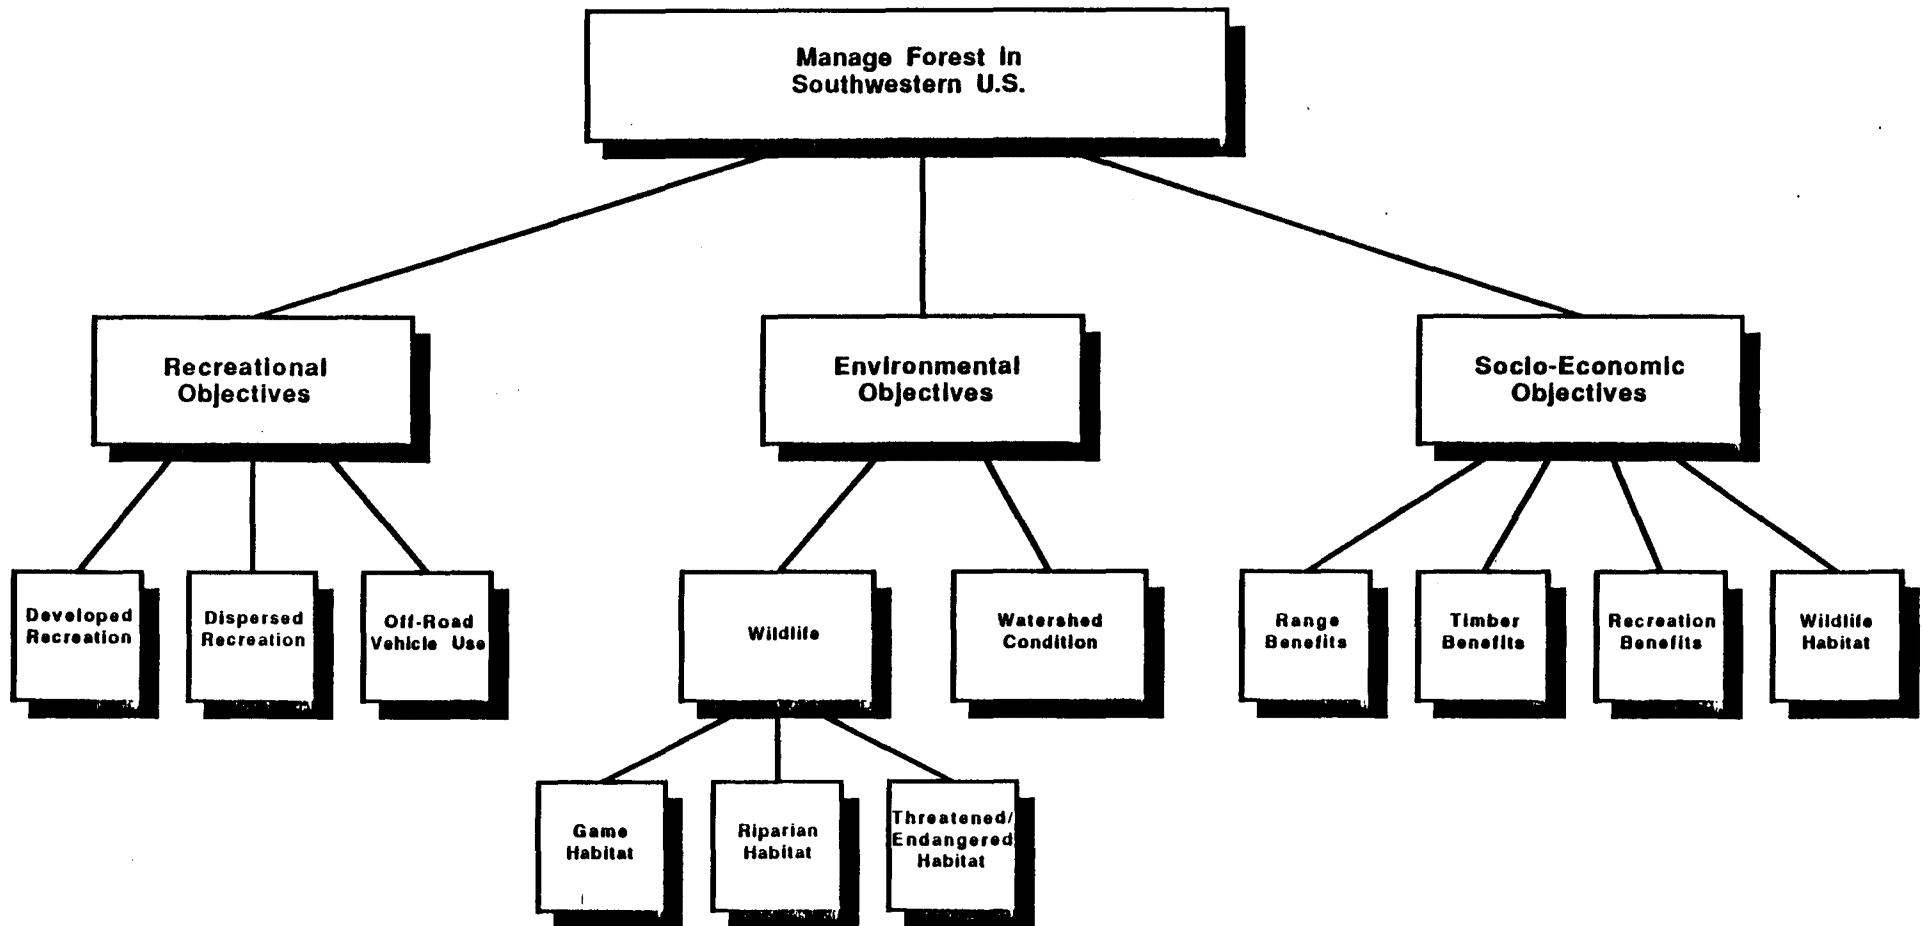 Manage Forest in
Southwestern U.S.
Recreational
Objectives
Environmental
Objectives
Socio-Economic
Objectives
Developed
Recreation
Dispersed
Recreation
Off-Road
Vehicle Use
Wildlife
Watershed
Condition
Range
Benefits
Timber
Benefits
Recreation
Benefits
Wildlife
Habitat
Game
Habitat
Riparian
Habitat
Threatened/
Endangered
Habitat